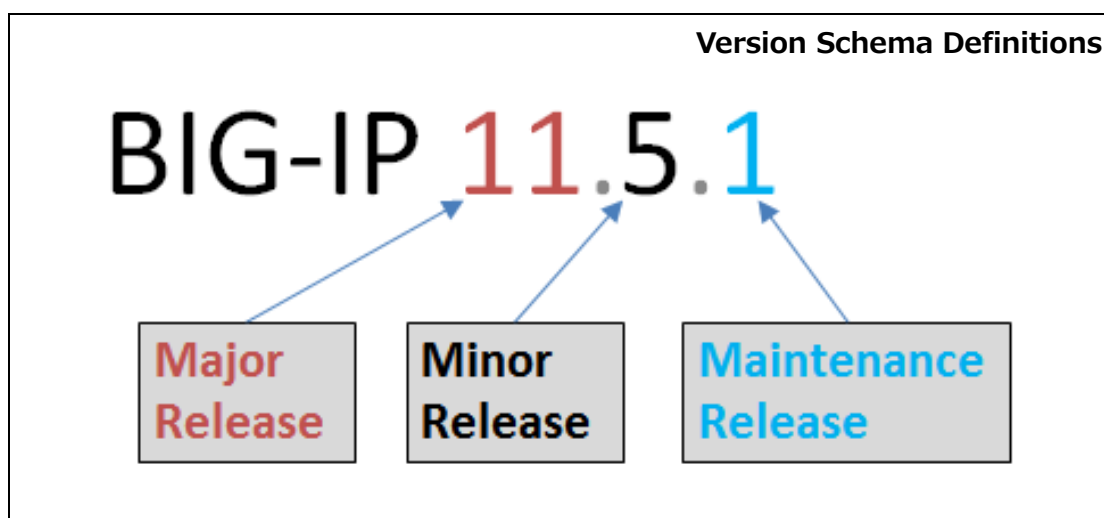 Version Schema Definitions
BIG-IP 11.5.1
Major
Release
Minor
Release
Maintenance
Release